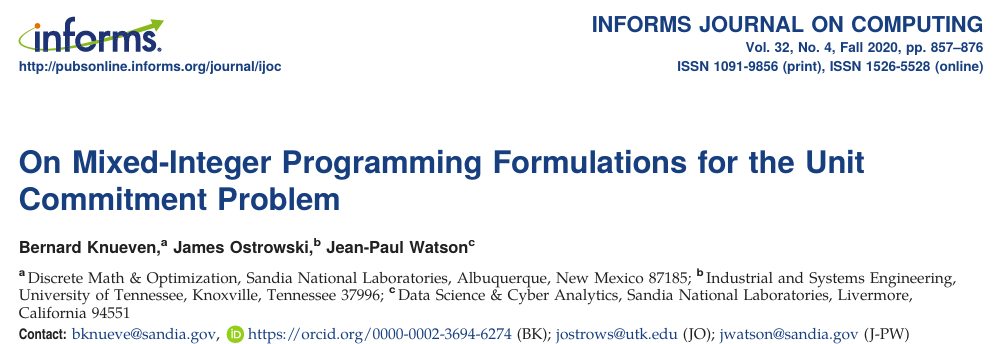 informs.
http://pubsonline.informs.org/journal/ijoc
INFORMS JOURNAL ON COMPUTING
Vol. 32, No. 4, Fall 2020, pp. 857–876
ISSN 1091-9856 (print), ISSN 1526-5528 (online)
On Mixed-Integer Programming Formulations for the Unit
Commitment Problem
Bernard Knueven,a James Ostrowski,b Jean-Paul Watsonc
a Discrete Math & Optimization, Sandia National Laboratories, Albuquerque, New Mexico 87185; b Industrial and Systems Engineering,
University of Tennessee, Knoxville, Tennessee 37996; c Data Science & Cyber Analytics, Sandia National Laboratories, Livermore,
California 94551
Contact: bknueve@sandia.gov, iD https://orcid.org/0000-0002-3694-6274 (BK); jostrows@utk.edu (JO); jwatson@sandia.gov (J-PW)